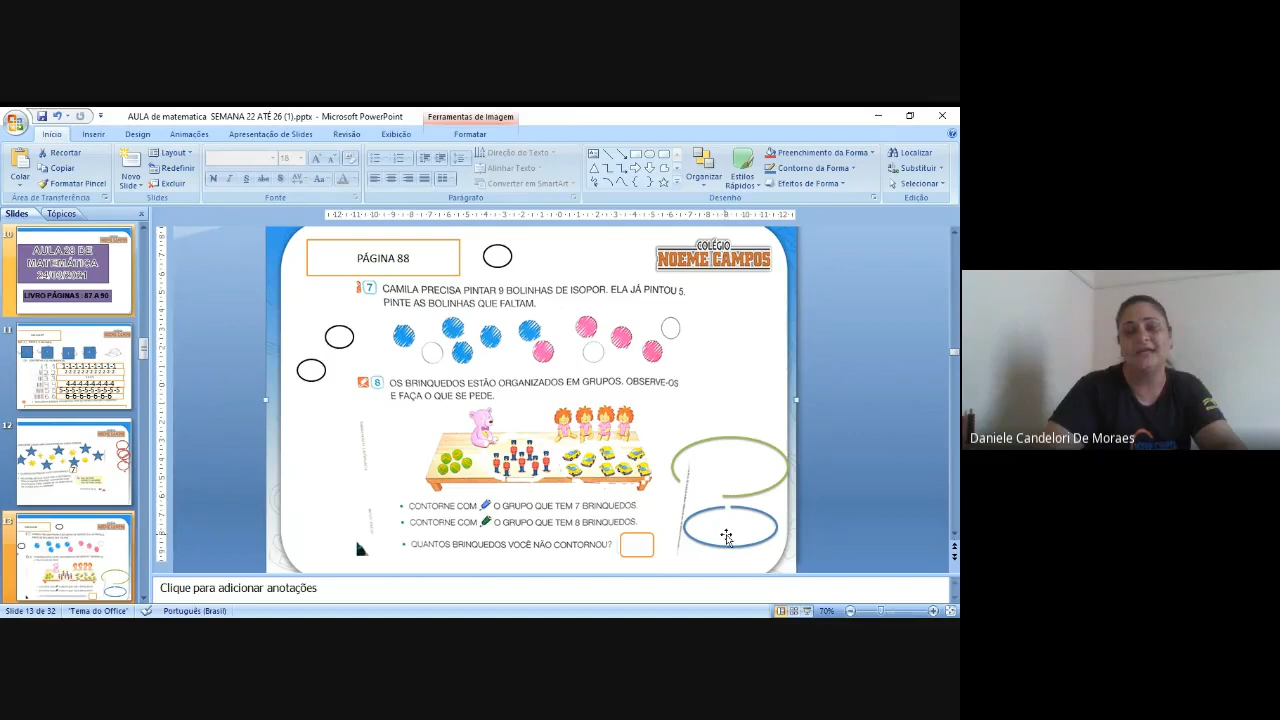 AULA de matematica SEMANA 22 ATÉ 26 (1).pptx - Microsoft PowerPoint
Ferramentas de Imagem
Início Inserir Design Animações Apresentação de Slides Revisão Exibição Formatar
Colar
Recortar
Copiar
Formatar Pincel
Área de Transferência
Novo Slide
Layout
Redefinir
Excluir
Slides
18
Fonte
Direção do Texto
Alinhar Texto
Converter em SmartArt
Parágrafo
Organizar
Estilos Rápidos
Preenchimento da Forma
Contorno da Forma
Efeitos de Forma
Desenho
Localizar
Substituir
Selecionar
Edição
Slides Tópicos
10
AULA 28 DE
MATEMÁTICA
LIVRO PÁGINAS : 87 A 90
11
12
13
PÁGINA 88
COLÉGIO
NOEME CAMPOS
7 CAMILA PRECISA PINTAR 9 BOLINHAS DE ISOPOR. ELA JÁ PINTOU 5.
PINTE AS BOLINHAS QUE FALTAM.
8 OS BRINQUEDOS ESTÃO ORGANIZADOS EM GRUPOS. OBSERVE-OS
E FAÇA O QUE SE PEDE.
• CONTORNE COM O GRUPO QUE TEM 7 BRINQUEDOS.
• CONTORNE COM O GRUPO QUE TEM 8 BRINQUEDOS.
• QUANTOS BRINQUEDOS VOCÊ NÃO CONTORNOU?
Daniele Candelori De Moraes
Clique para adicionar anotações
Slide 13 de 32 "Tema do Office" Português (Brasil) 70%